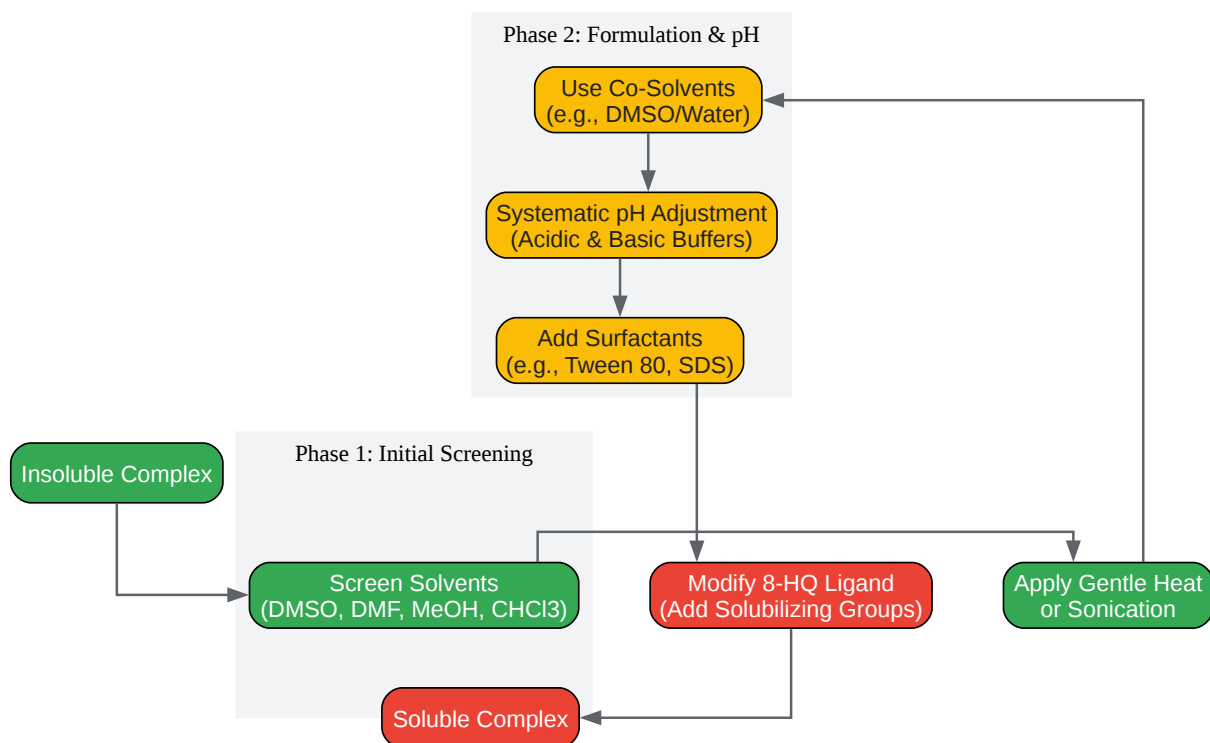 Phase 2: Formulation & pH
Use Co-Solvents
(e.g., DMSO/Water)
Systematic pH Adjustment
(Acidic & Basic Buffers)
Add Surfactants
(e.g., Tween 80, SDS)
Insoluble Complex
Phase 1: Initial Screening
Screen Solvents
(DMSO, DMF, MeOH, CHCl3)
Modify 8-HQ Ligand
(Add Solubilizing Groups)
Apply Gentle Heat
or Sonication
Soluble Complex